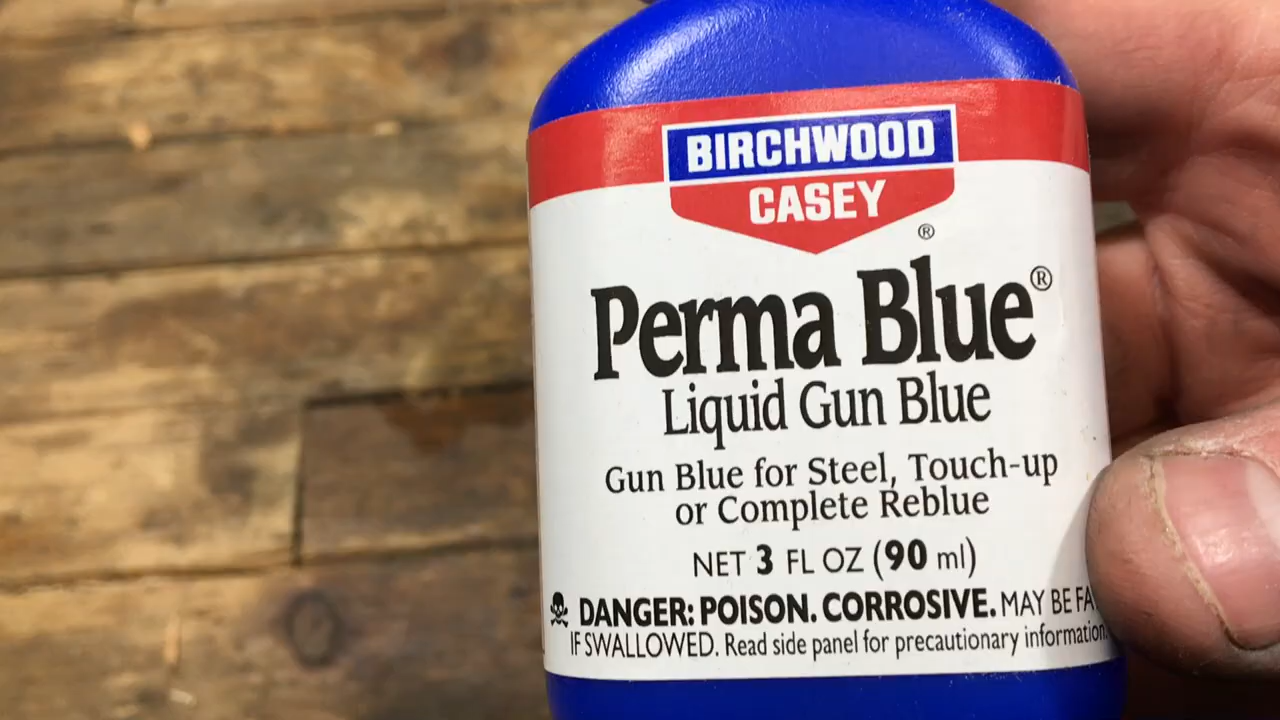 BIRCHWOOD
CASEY
®
Perma Blue®
Liquid Gun Blue
Gun Blue for Steel, Touch-up
or Complete Reblue
NET 3 FL OZ (90 ml)
DANGER: POISON. CORROSIVE. MAY BE
IF SWALLOWED. Read side panel for precautionary information.